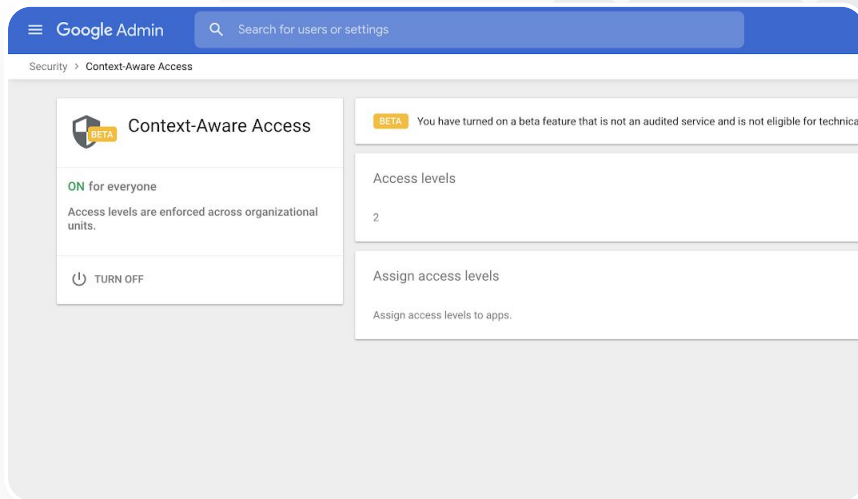 Google Admin
Search for users or settings
Security > Context-Aware Access
BETA
Context-Aware Access
ON for everyone
Access levels are enforced across organizational
units.
TURN OFF
BETA You have turned on a beta feature that is not an audited service and is not eligible for technica
Access levels
2
Assign access levels
Assign access levels to apps.